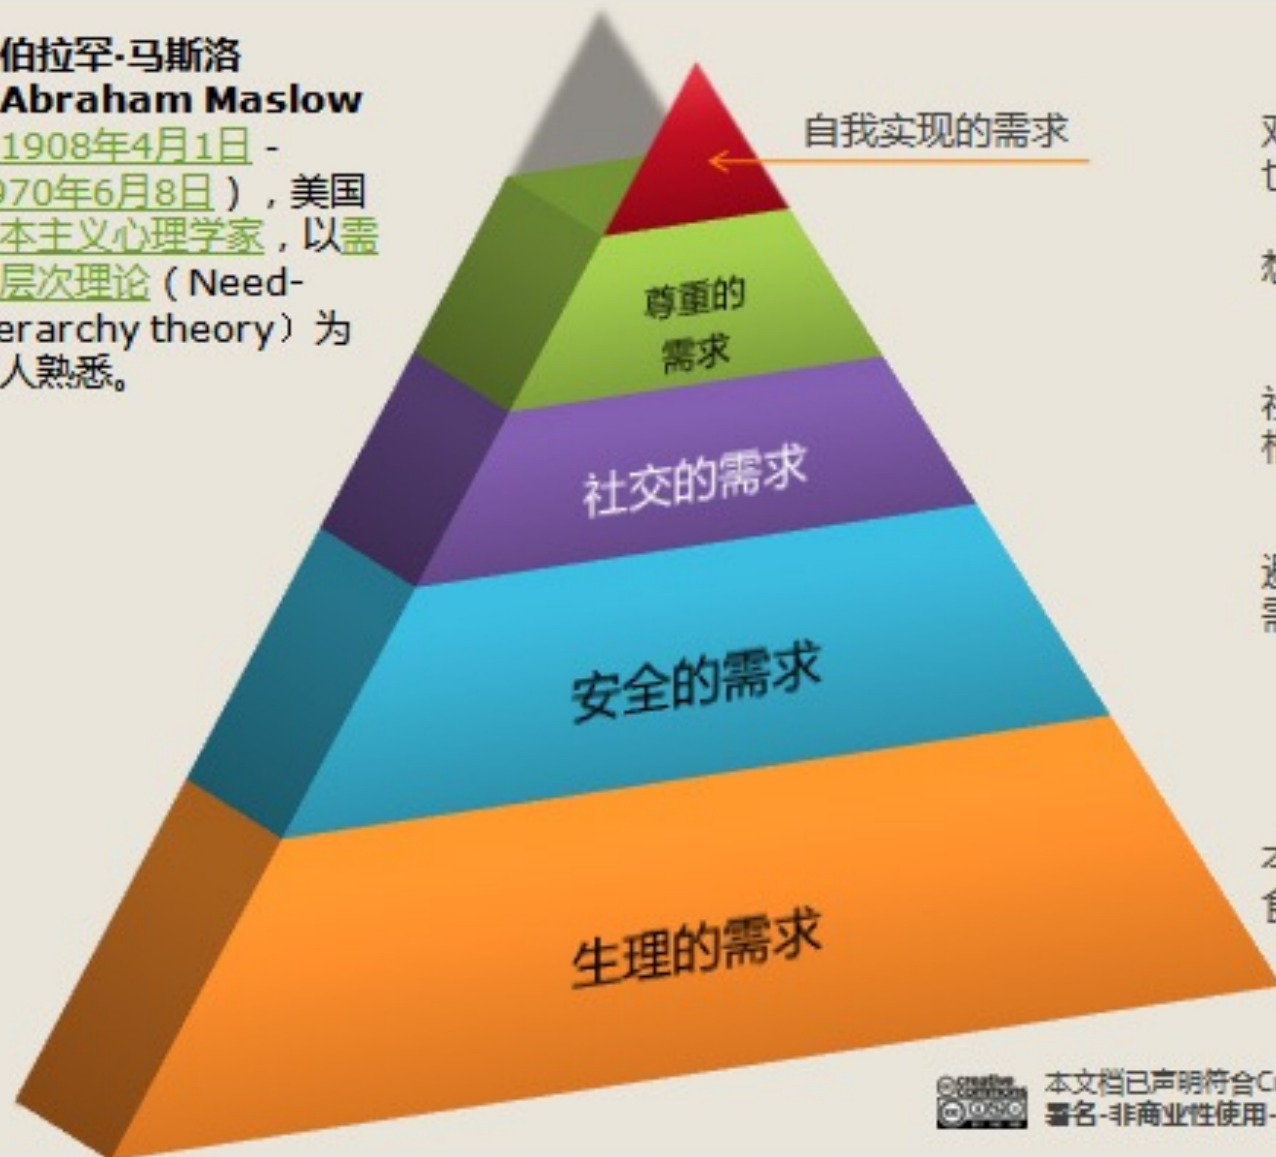 伯拉罕·马斯洛
Abraham Maslow
1908年4月1日 -
970年6月8日），美国
本主义心理学家，以需
层次理论（Need-
erarchy theory）为
人熟悉。
自我实现的需求
尊重的
需求
社交的需求
安全的需求
生理的需求
本文档已声明符合C
署名-非商业性使用-